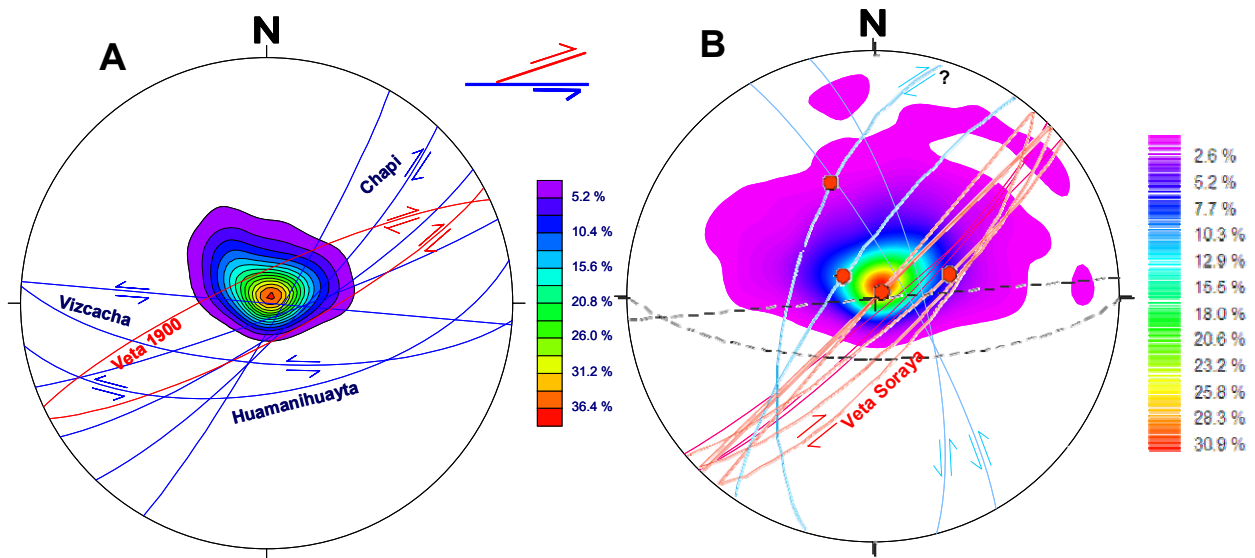 A
N
Chapi
Vizcacha
Veta 1900
Huamanihuayta
5.2 %
10.4 %
15.6 %
20.8 %
26.0 %
31.2 %
36.4 %
B
N
?
Veta Soraya
2.6 %
5.2 %
7.7 %
10.3 %
12.9 %
15.5 %
18.0 %
20.6 %
23.2 %
25.8 %
28.3 %
30.9 %